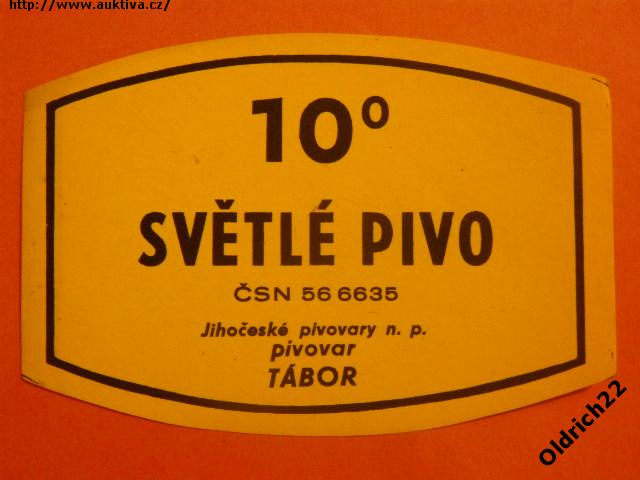 http://www.auktiva.cz/
10°
SVĚTLÉ PIVO
ČSN 56 6635
Jihočeské pivovary n. p.
pivovar
TÁBOR
Oldrich22